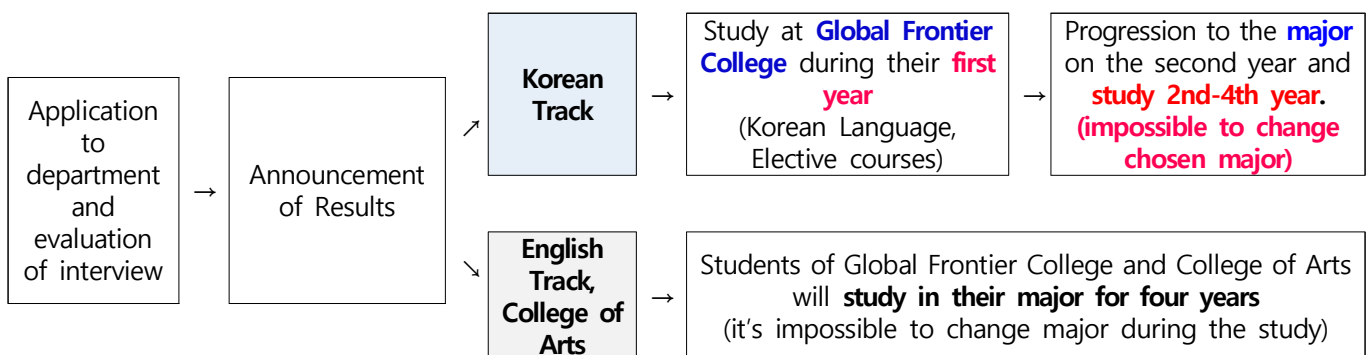 Application
to
department
and
evaluation
of interview
→
Announcement
of Results
↗
Korean
Track
→
Study at Global Frontier
College during their first
year
(Korean Language,
Elective courses)
→
Progression to the major
on the second year and
study 2nd-4th year.
(impossible to change
chosen major)
↘
English
Track,
College of
Arts
→
Students of Global Frontier College and College of Arts
will study in their major for four years
(it's impossible to change major during the study)